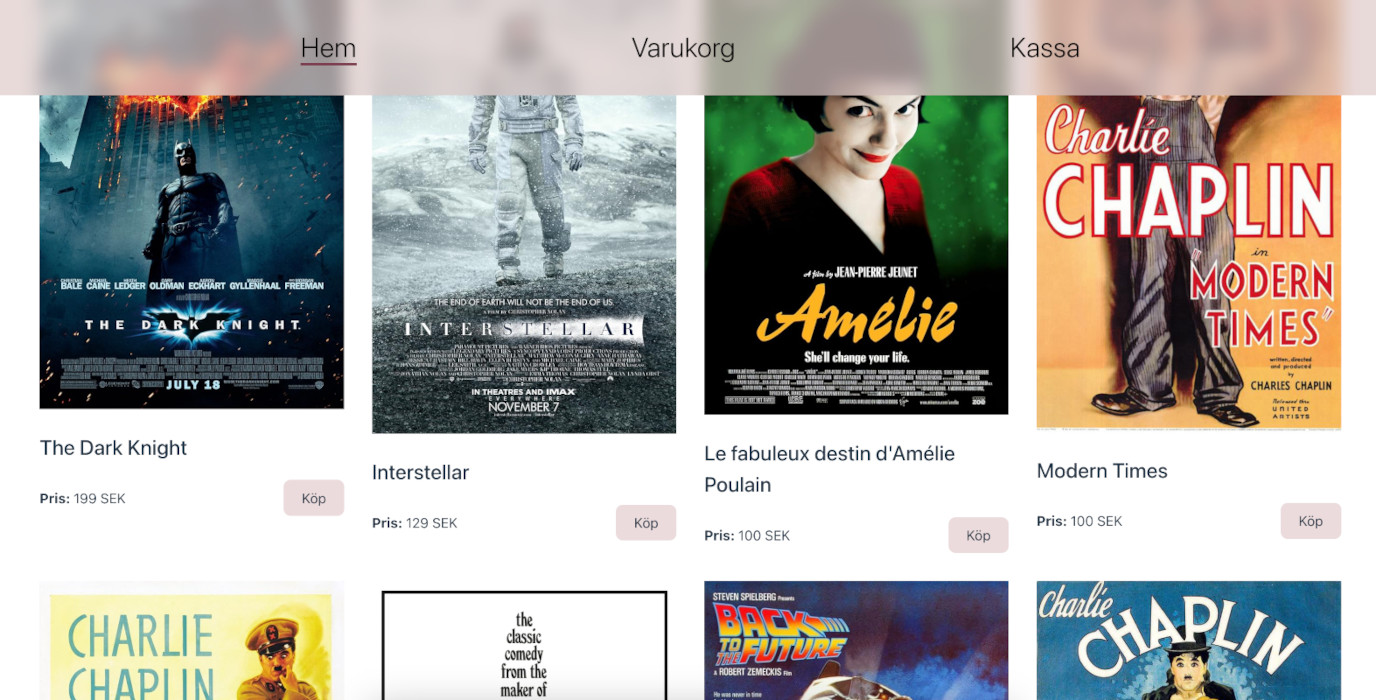 Hem
Varukorg
Kassa
BALE CAINE LEDGER OLDMAN ECKHART GYLLENHAAL FREEMAN
THE DARK KNIGHT
JULY 18
The Dark Knight
Pris: 199 SEK
Köp
THE END OF EARTH WILL NOT BE THE END OF US
A FILM BY CHRISTOPHER NOLAN
INTERSTELLAR
IN THEATRES AND IMAX
EVERYWHERE
NOVEMBER 7
Interstellar
Pris: 129 SEK
Köp
A film by JEAN-PIERRE JEUNET
Amélie
She'll change your life.
Le fabuleux destin d'Amélie
Poulain
Pris: 100 SEK
Köp
Charlie
CHAPLIN
in
"MODERN
TIMES"
written, directed
and produced
by
CHARLES CHAPLIN
Released thru
UNITED
ARTISTS
Modern Times
Pris: 100 SEK
Köp
CHARLIE
CHAPLIN
the
classic
comedy
from the
maker of
STEVEN SPIELBERG Presents
BACK
TO THE
FUTURE
A ROBERT ZEMECKIS Film
He was never in time
Charlie
CHAPLIN